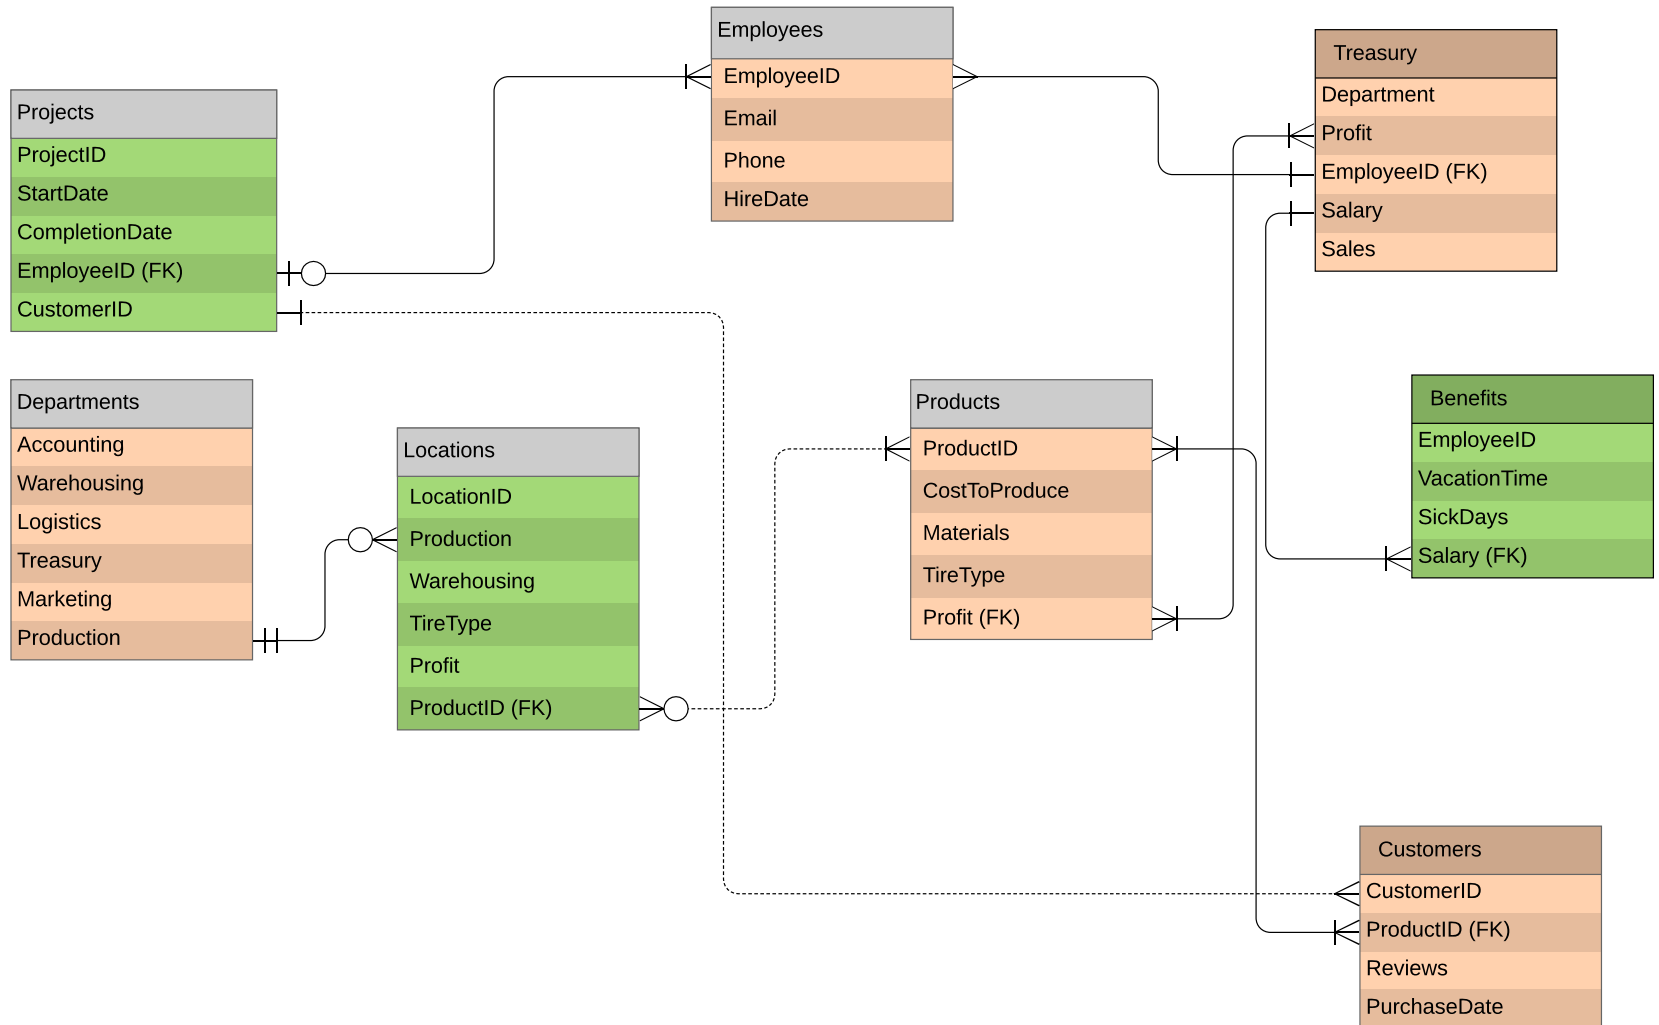 Employees
EmployeeID
Email
Phone
HireDate
Treasury
Department
Profit
EmployeeID (FK)
Salary
Sales
Projects
ProjectID
StartDate
CompletionDate
EmployeeID (FK)
CustomerID
Departments
Accounting
Warehousing
Logistics
Treasury
Marketing
Production
Locations
LocationID
Production
Warehousing
TireType
Profit
ProductID (FK)
Products
ProductID
CostToProduce
Materials
TireType
Profit (FK)
Benefits
EmployeeID
VacationTime
SickDays
Salary (FK)
Customers
CustomerID
ProductID (FK)
Reviews
PurchaseDate